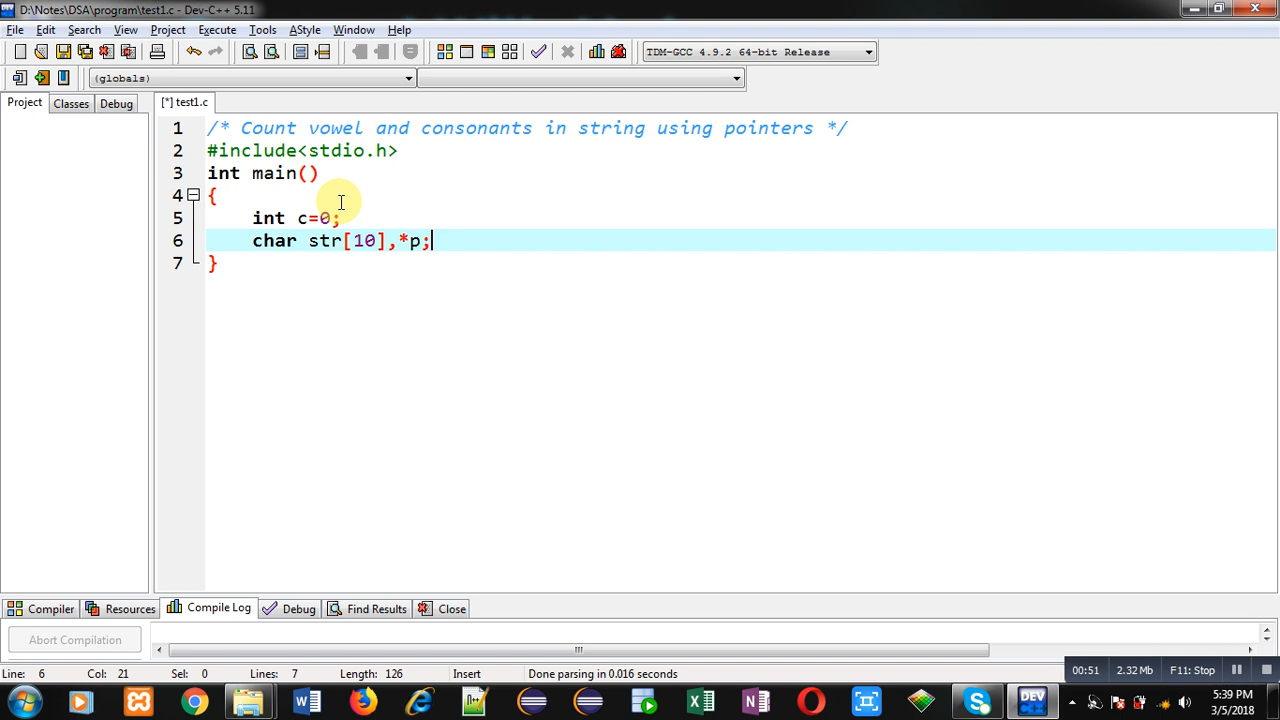 D:\Notes\DSA\program\test1.c - Dev-C++ 5.11
File Edit Search View Project Execute Tools AStyle Window Help
TDM-GCC 4.9.2 64-bit Release
(globals)
Project Classes Debug
[*] test1.c
1 /* Count vowel and consonants in string using pointers */
2 #include<stdio.h>
3 int main()
4 {
5 int c=0;
6 char str[10],*p;
7 }
Compiler Resources Compile Log Debug Find Results Close
Abort Compilation
Line: 6 Col: 21 Sel: 0 Lines: 7 Length: 126 Insert Done parsing in 0.016 seconds
00:51 2.32 Mb F11: Stop
DEV
5:39 PM
3/5/2018